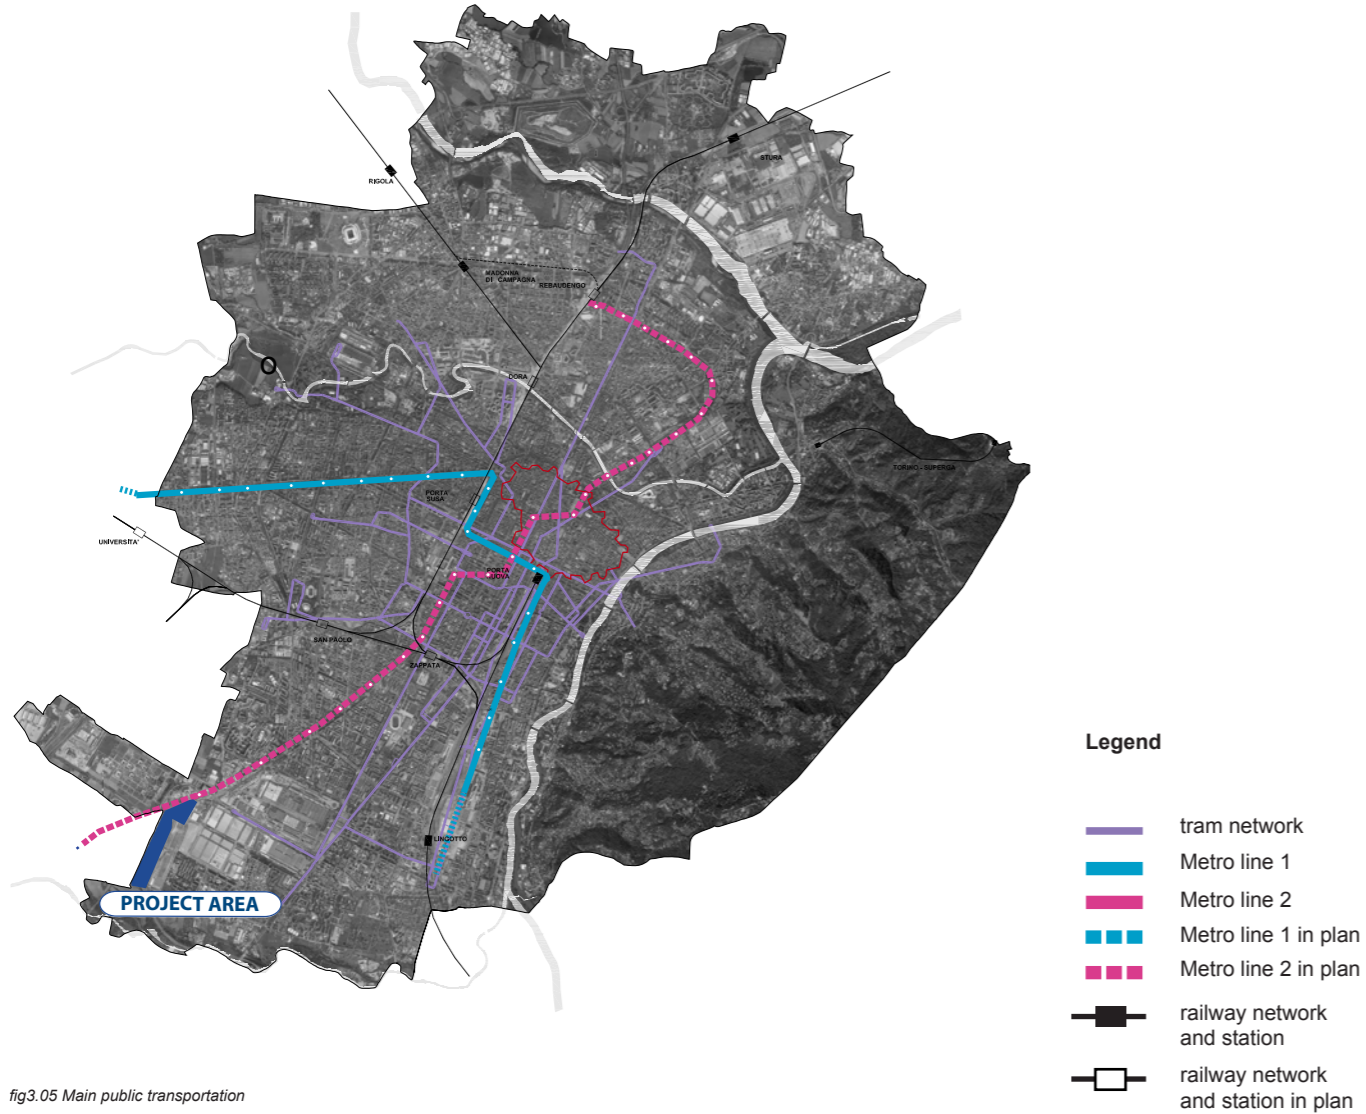 STURA
RIGOLA
MADONNA
DI CAMPAGNA
REBAUDENGO
DORA
TORINO - SUPERGA
PORTA
SUSA
UNIVERSITA'
PORTA
UOVA
SAN PAOLO
ZAPPATA
LINGOTTO
PROJECT AREA
O
Legend
tram network
Metro line 1
Metro line 2
Metro line 1 in plan
Metro line 2 in plan
railway network
and station
railway network
and station in plan
fig3.05 Main public transportation